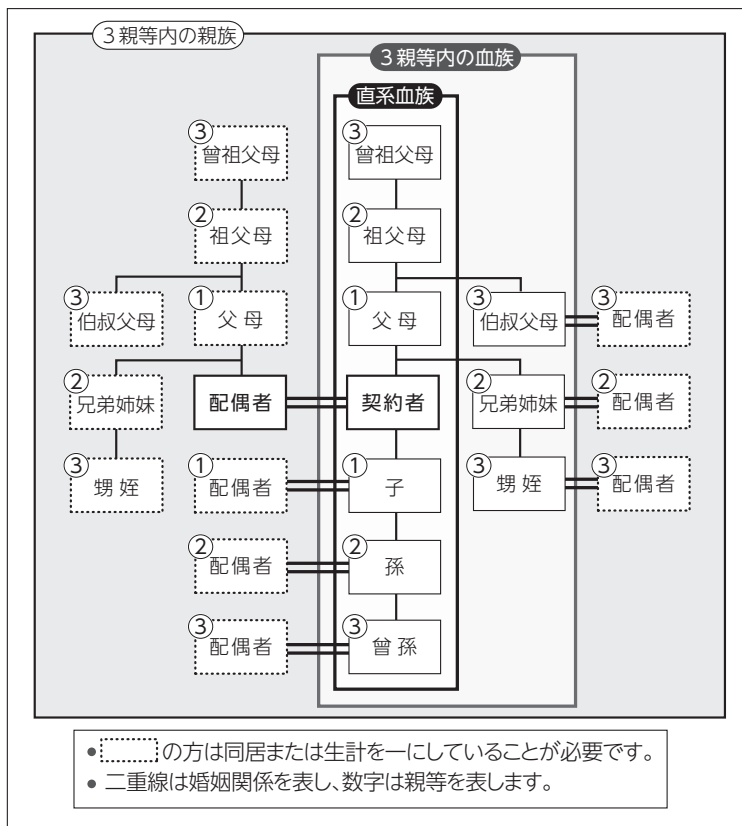 3親等内の親族
3親等内の血族
直系血族
③ ③
曾祖父母 曾祖父母
② ②
祖父母 祖父母
③ ① ① ③ ③
伯叔父母 父母 父母 伯叔父母 配偶者
② ② ②
兄弟姉妹 配偶者 契約者 兄弟姉妹 配偶者
③ ① ① ③ ③
甥姪 配偶者 子 甥姪 配偶者
② ②
配偶者 孫
③ ③
配偶者 曾孫
●の方は同居または生計を一にしていることが必要です。
●二重線は婚姻関係を表し、数字は親等を表します。